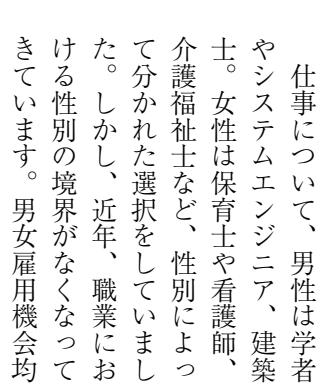 仕事について、男性は学者
やシステムエンジニア、建築
士。女性は保育士や看護師、
介護福祉士など、性別によっ
て分かれた選択をしていまし
た。しかし、近年、職業にお
ける性別の境界がなくなって
きています。男女雇用機会均